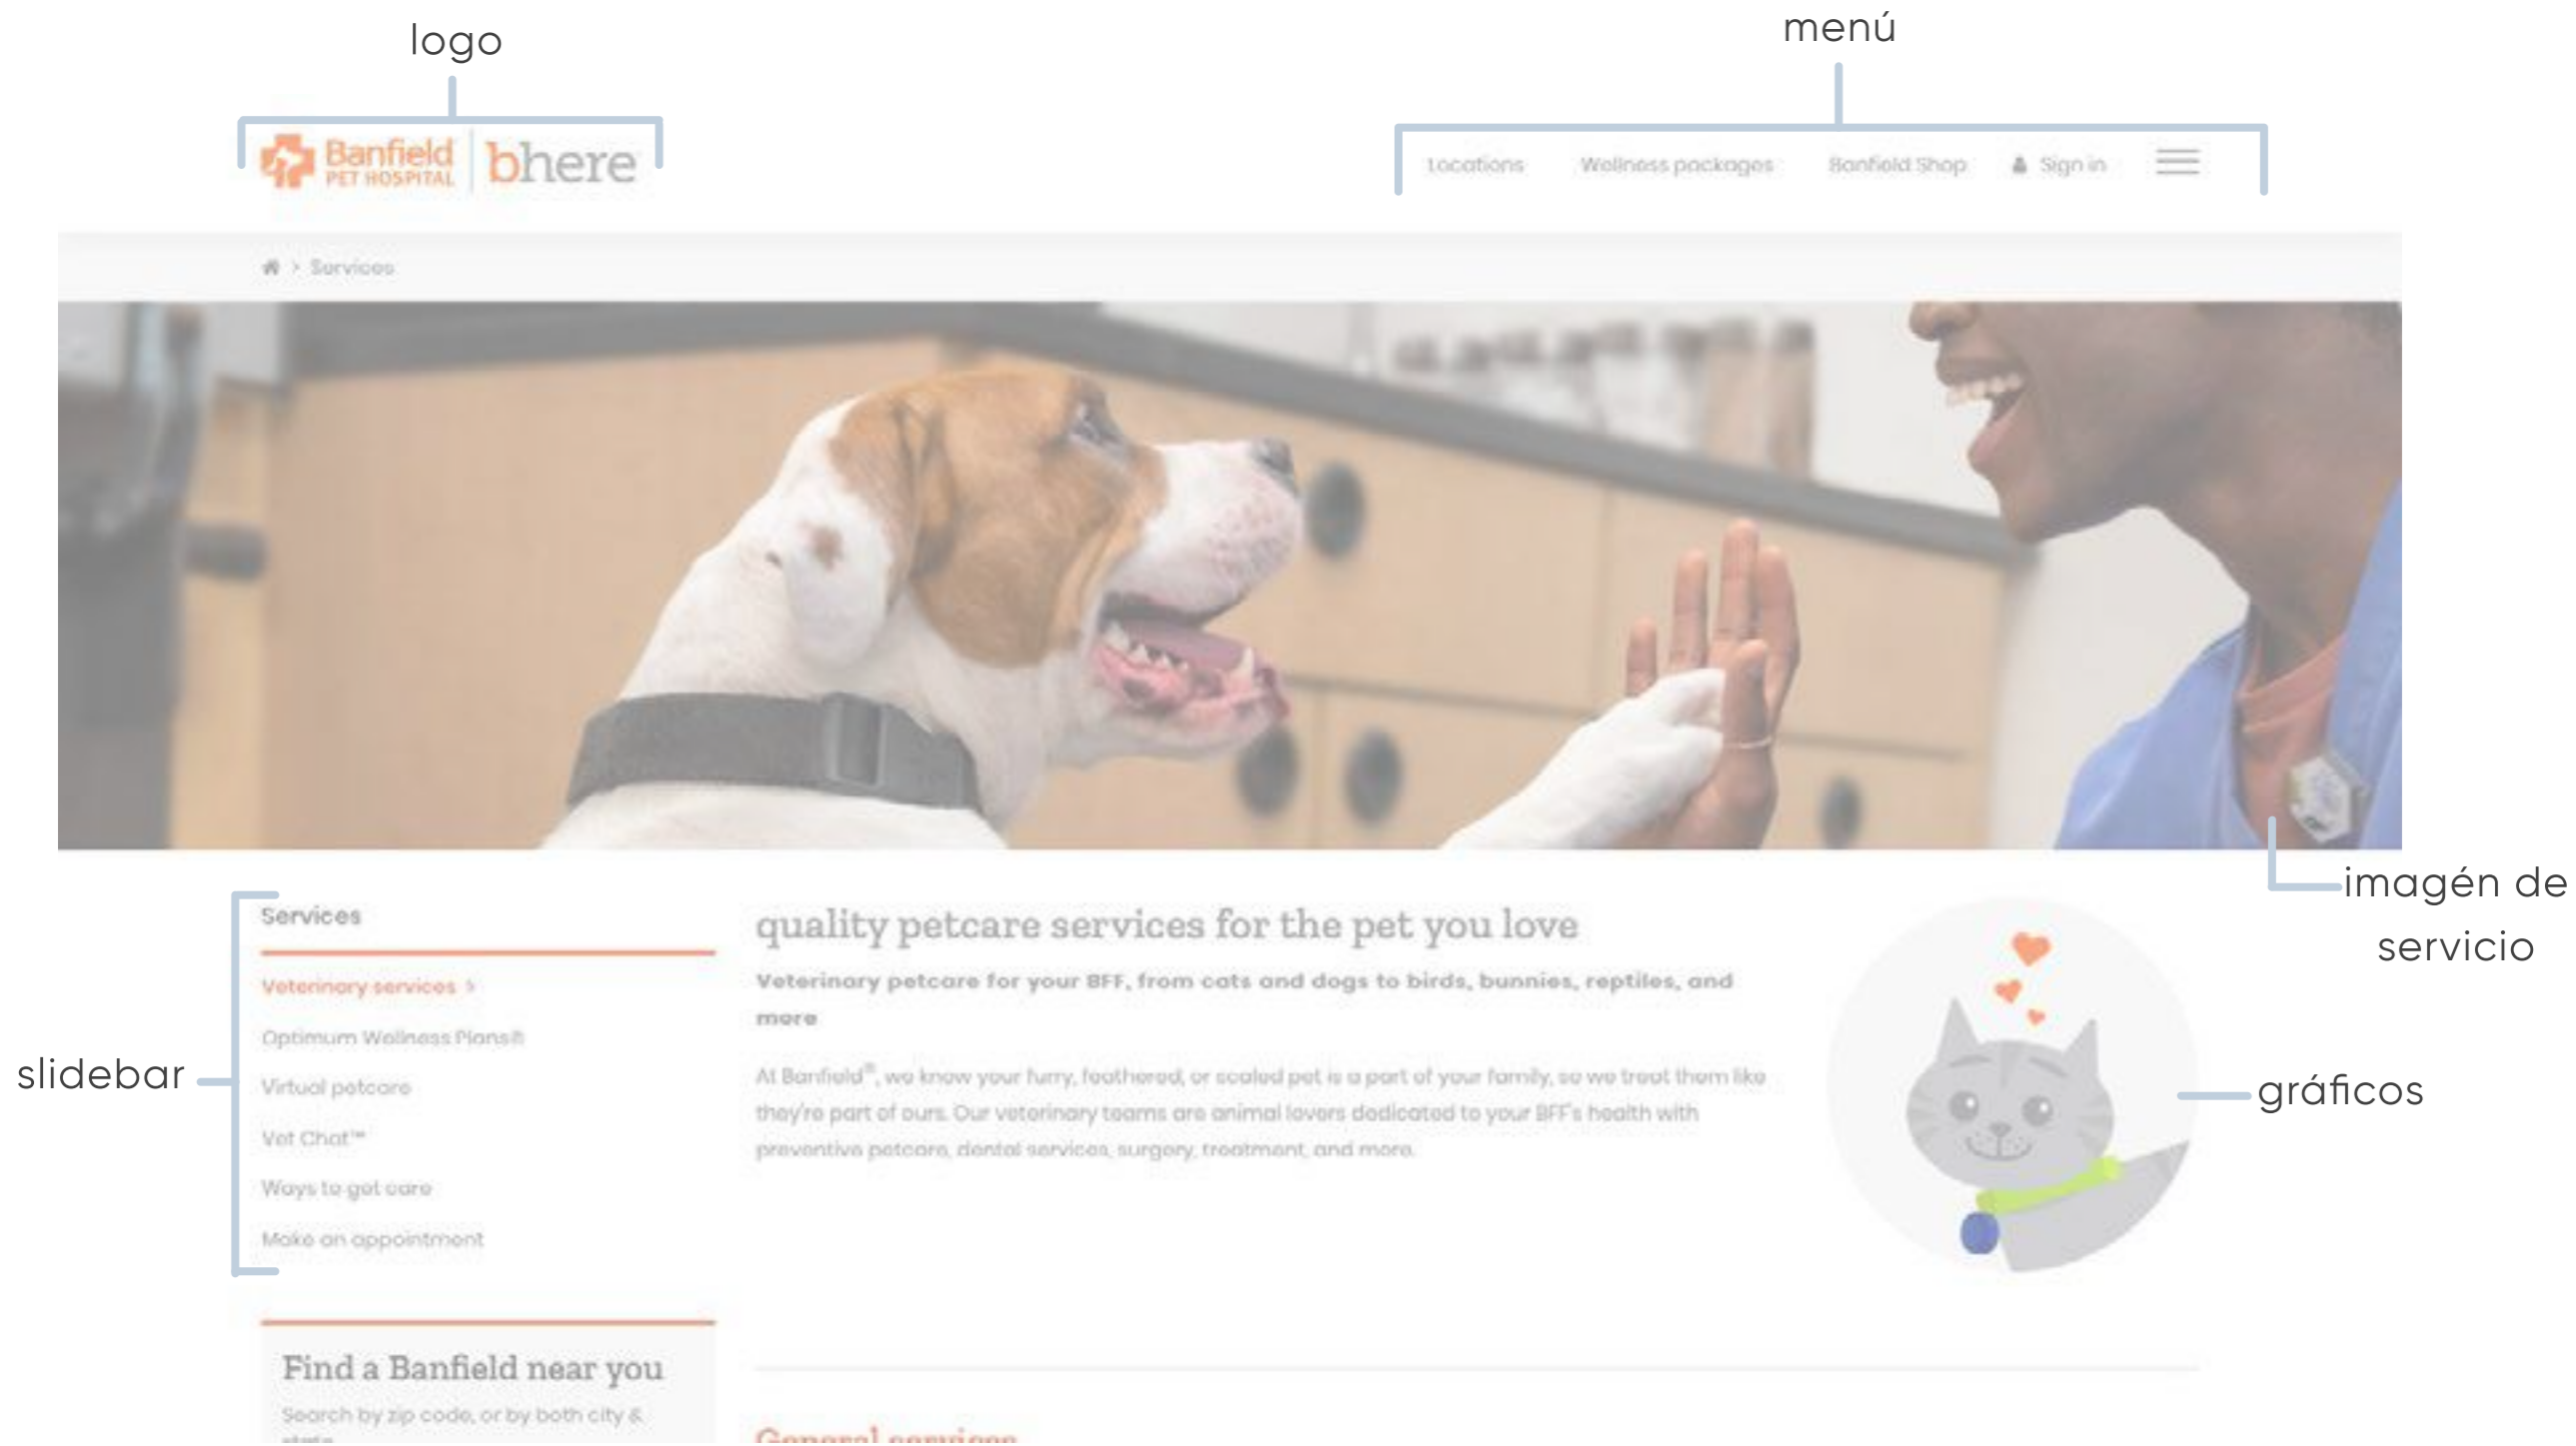 logo
menú
Banfield
PET HOSPITAL
bhere
Locations
Wellness packages
Banfield Shop
Sign in
> Services
imagén de
servicio
slidebar
Services
Veterinary services >
Optimum Wellness Plans®
Virtual petcare
Vet Chat™
Ways to get care
Make an appointment
quality petcare services for the pet you love
Veterinary petcare for your BFF, from cats and dogs to birds, bunnies, reptiles, and
more
At Banfield®, we know your furry, feathered, or scaled pet is a part of your family, so we treat them like
they're part of ours. Our veterinary teams are animal lovers dedicated to your BFF's health with
preventive petcare, dental services, surgery, treatment, and more.
gráficos
Find a Banfield near you
Search by zip code, or by both city &
state
General services